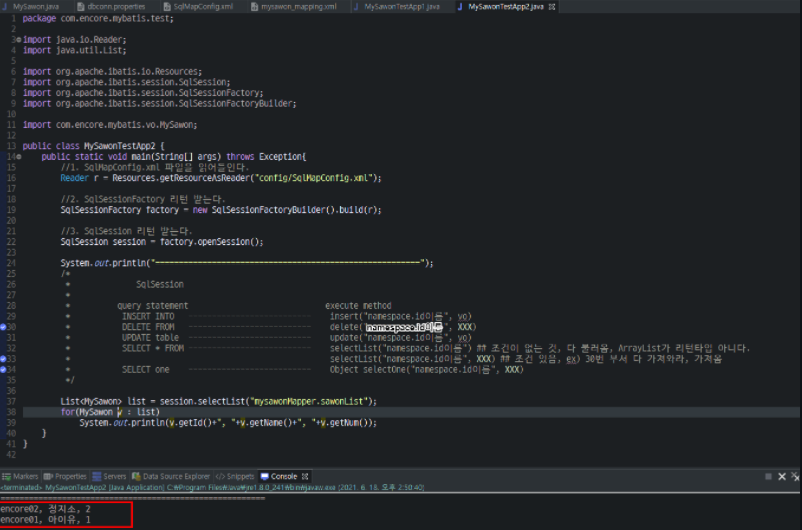 MySawon.java dbconn.properties SqlMapConfig.xml mysawon_mapping.xml MySawonTestApp1.java MySawonTestApp2.java
1 package com.encore.mybatis.test;
2
3 import java.io.Reader;
4 import java.util.List;
5
6 import org.apache.ibatis.io.Resources;
7 import org.apache.ibatis.session.SqlSession;
8 import org.apache.ibatis.session.SqlSessionFactory;
9 import org.apache.ibatis.session.SqlSessionFactoryBuilder;
10
11 import com.encore.mybatis.vo.MySawon;
12
13 public class MySawonTestApp2 {
14 public static void main(String[] args) throws Exception{
15 //1. SqlMapConfig.xml 파일을 읽어들인다.
16 Reader r = Resources.getResourceAsReader("config/SqlMapConfig.xml");
17
18 //2. SqlSessionFactory 리턴 받는다.
19 SqlSessionFactory factory = new SqlSessionFactoryBuilder().build(r);
20
21 //3. SqlSession 리턴 받는다.
22 SqlSession session = factory.openSession();
23
24 System.out.println("==========================================================");
25 /*
26 * SqlSession
27 *
28 * query statement execute method
29 * INSERT INTO --------------------------- insert("namespace.id이름", vo)
30 * DELETE FROM --------------------------- delete("namespace.id이름", XXX)
31 * UPDATE table --------------------------- update("namespace.id이름", vo)
32 * SELECT * FROM --------------------------- selectList("namespace.id이름") ## 조건이 없는 것, 다 불러옴, ArrayList가 리턴타입 아니다.
33 * selectList("namespace.id이름", XXX) ## 조건 있음, ex) 30번 부서 다 가져와라, 가져옴
34 * SELECT one --------------------------- Object selectOne("namespace.id이름", XXX)
35 */
36
37 List<MySawon> list = session.selectList("mysawonMapper.sawonList");
38 for(MySawon v : list)
39 System.out.println(v.getId()+", "+v.getName()+", "+v.getNum());
40 }
41 }
42
Markers Properties Servers Data Source Explorer Snippets Console
<terminated> MySawonTestApp2 [Java Application] C:\Program Files\Java\jre1.8.0_241\bin\javaw.exe (2021. 6. 18. 오후 2:50:40)
==========================================================
encore02, 정지소, 2
encore01, 아이유, 1